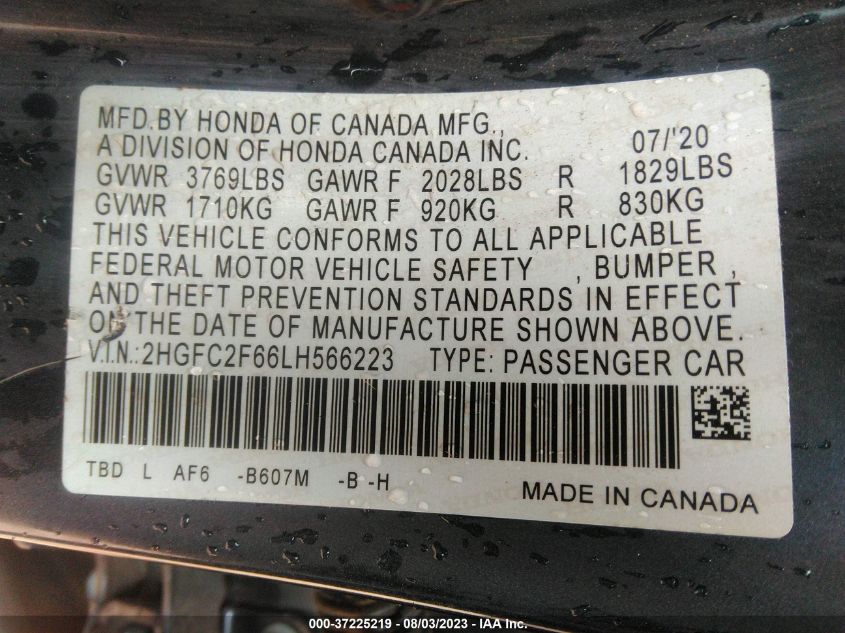 MFD.BY HONDA OF CANADA MFG.,
A DIVISION OF HONDA CANADA INC. 07/'20
GVWR 3769LBS GAWR F 2028LBS R 1829LBS
GVWR 1710KG GAWR F 920KG R 830KG
THIS VEHICLE CONFORMS TO ALL APPLICABLE
FEDERAL MOTOR VEHICLE SAFETY , BUMPER ,
AND THEFT PREVENTION STANDARDS IN EFFECT
ON THE DATE OF MANUFACTURE SHOWN ABOVE.
V.I.N.:2HGFC2F66LH566223 TYPE: PASSENGER CAR
TBD L AF6 -B607M -B -H
MADE IN CANADA
000-37225219 - 08/03/2023 - IAA Inc.